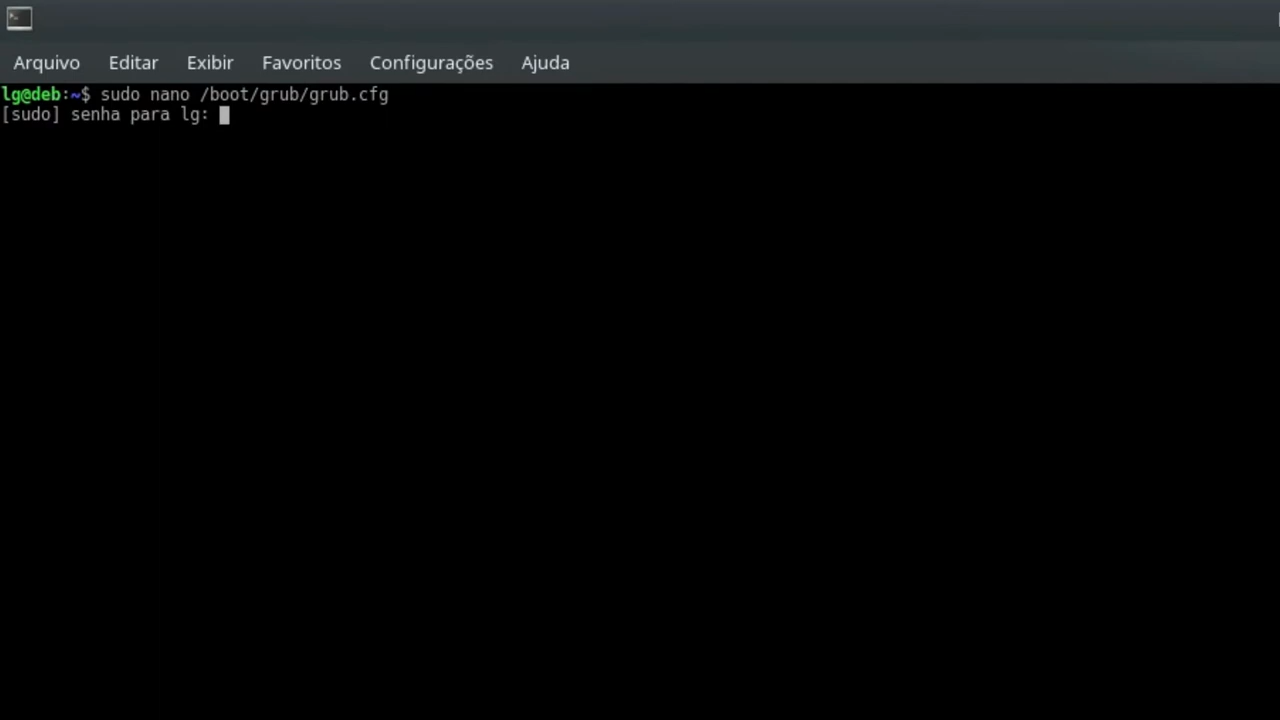 Arquivo Editar Exibir Favoritos Configurações Ajuda
lg@deb:~$ sudo nano /boot/grub/grub.cfg
[sudo] senha para lg: